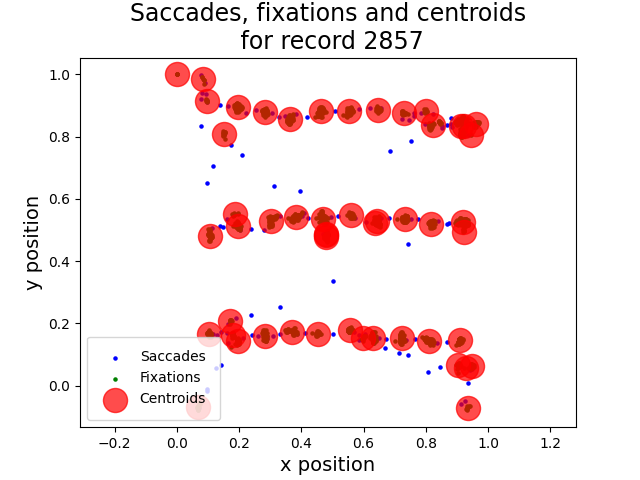 Saccades, fixations and centroids
for record 2857
1.0
0.8
0.6
0.4
0.2
0.0
y position
Saccades
Fixations
Centroids
−0.2
0.0
0.2
0.4
0.6
0.8
1.0
1.2
x position